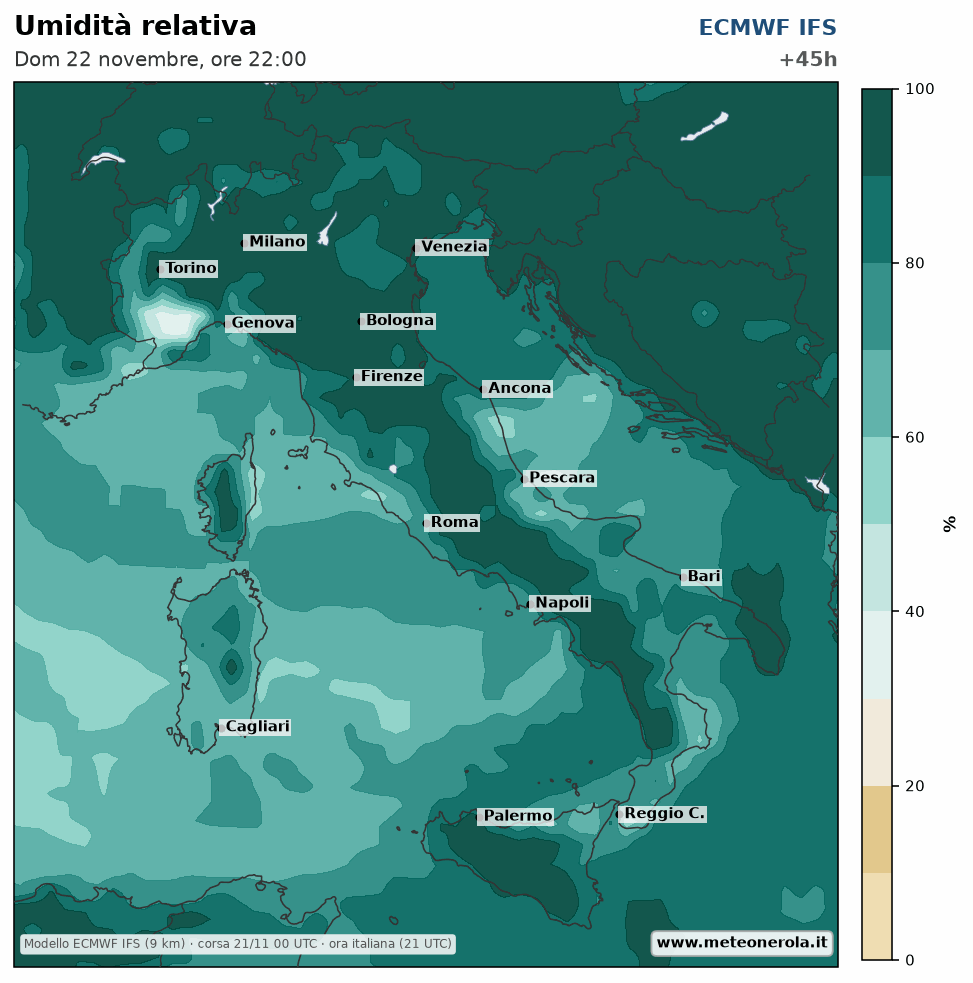 Umidità relativa
ECMWF IFS
Dom 22 novembre, ore 22:00
+45h
100
80
60
40
20
0
%
Milano
Venezia
Torino
Genova
Bologna
Firenze
Ancona
Pescara
Roma
Bari
Napoli
Cagliari
Palermo
Reggio C.
Modello ECMWF IFS (9 km) · corsa 21/11 00 UTC · ora italiana (21 UTC)
www.meteonerola.it